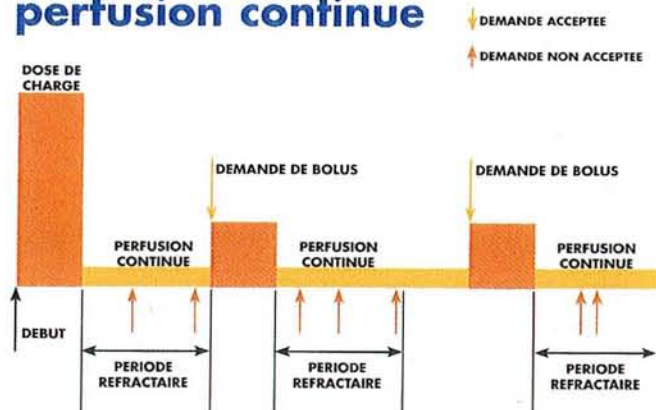 perfusion continue
DEMANDE ACCEPTEE
DEMANDE NON ACCEPTEE
DOSE DE
CHARGE
DEMANDE DE BOLUS
DEMANDE DE BOLUS
PERFUSION
CONTINUE
PERFUSION
CONTINUE
PERFUSION
CONTINUE
DEBUT
PERIODE
REFRACTAIRE
PERIODE
REFRACTAIRE
PERIODE
REFRACTAIRE